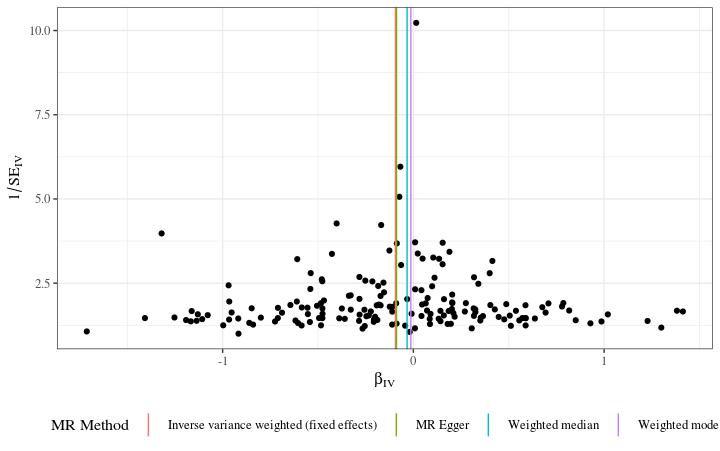 10.0
7.5
5.0
2.5
1/SE_IV
-1 0 1
β_IV
MR Method Inverse variance weighted (fixed effects) MR Egger Weighted median Weighted mode